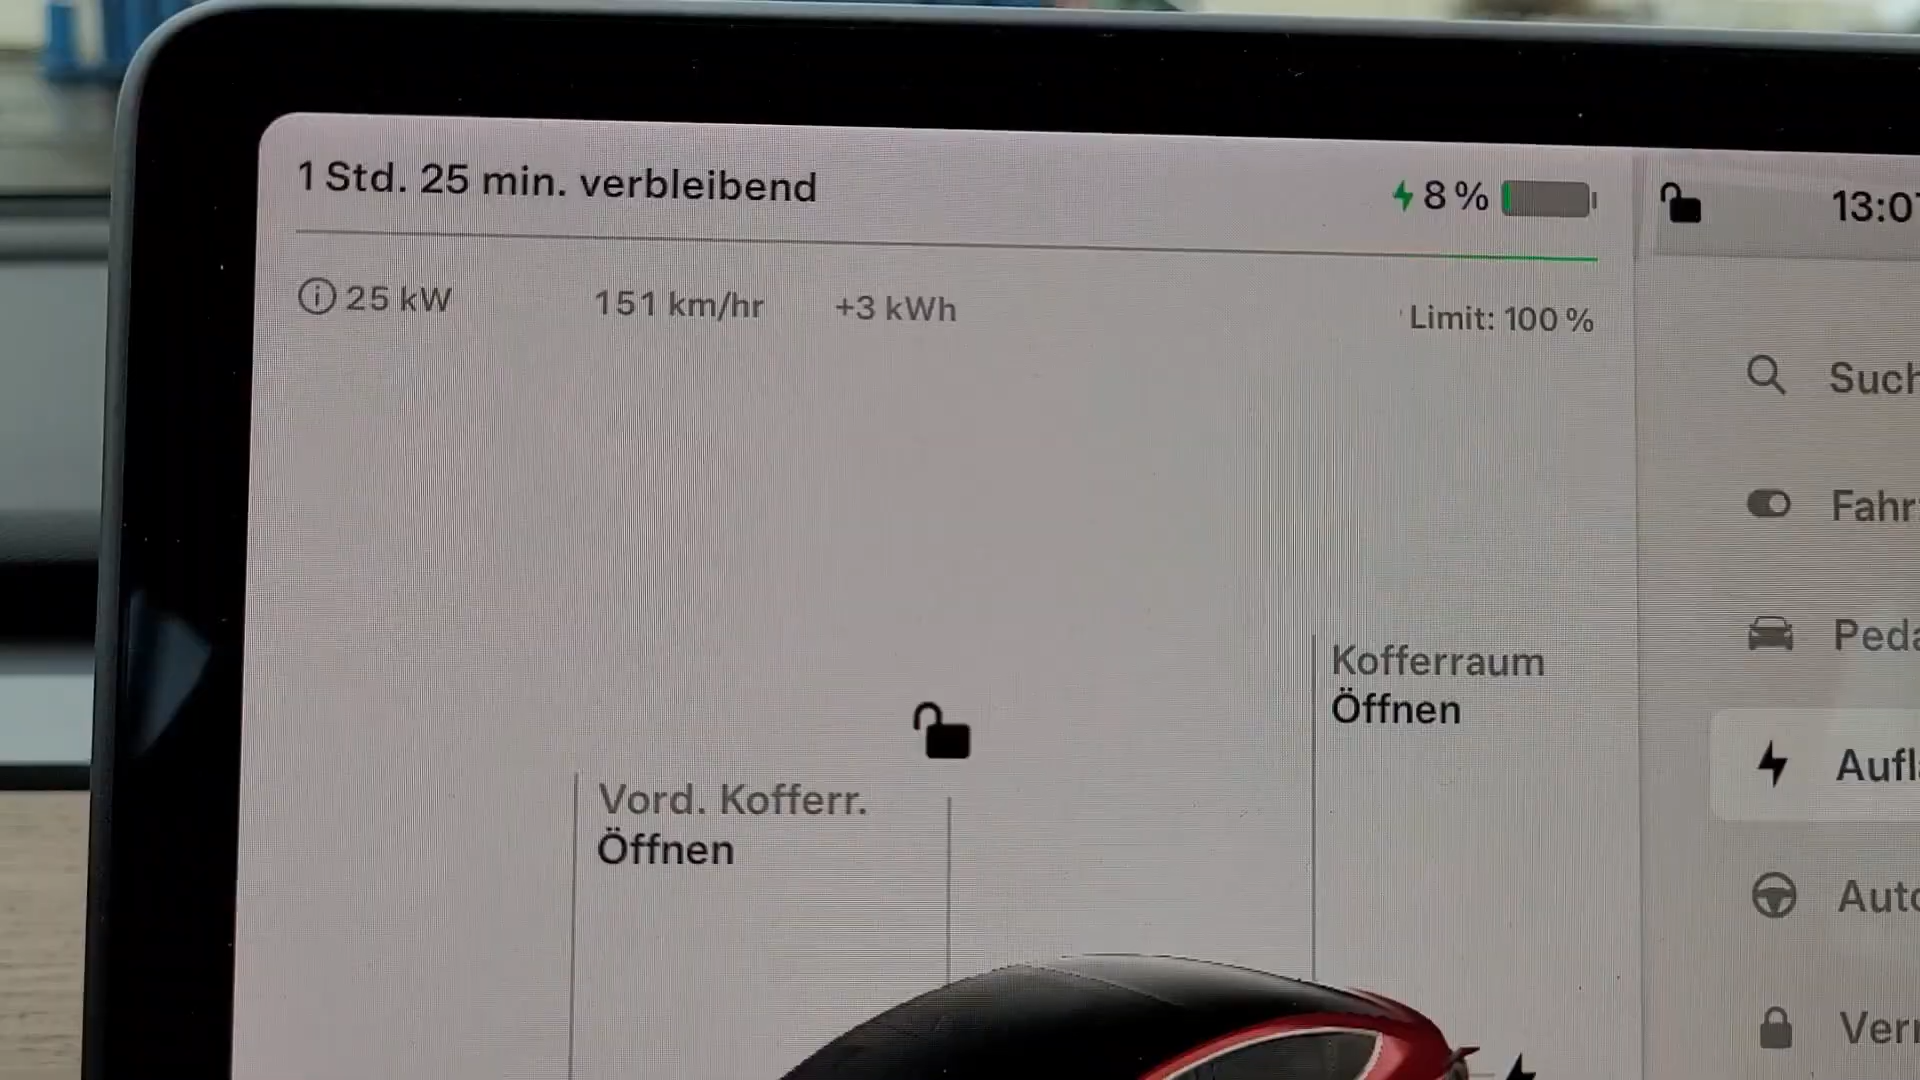 1 Std. 25 min. verbleibend
8 %
25 kW
151 km/hr
+3 kWh
Limit: 100 %
Kofferraum
Öffnen
Vord. Kofferr.
Öffnen
13:0
Such
Fahr
Peda
Aufl
Auto
Verr